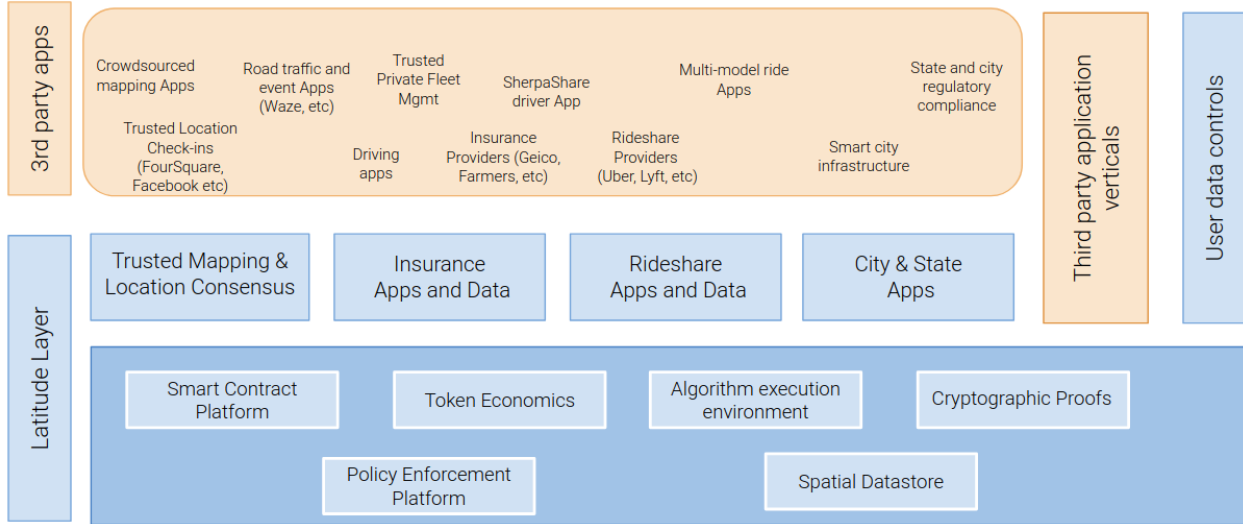 3rd party apps
Crowdsourced
mapping Apps
Road traffic and
event Apps
(Waze, etc)
Trusted
Private Fleet
Mgmt
SherpaShare
driver App
Multi-model ride
Apps
State and city
regulatory
compliance
Trusted Location
Check-ins
(FourSquare,
Facebook etc)
Driving
apps
Insurance
Providers (Geico,
Farmers, etc)
Rideshare
Providers
(Uber, Lyft, etc)
Smart city
infrastructure
Third party application
verticals
User data controls
Latitude Layer
Trusted Mapping &
Location Consensus
Insurance
Apps and Data
Rideshare
Apps and Data
City & State
Apps
Smart Contract
Platform
Token Economics
Algorithm execution
environment
Cryptographic Proofs
Policy Enforcement
Platform
Spatial Datastore